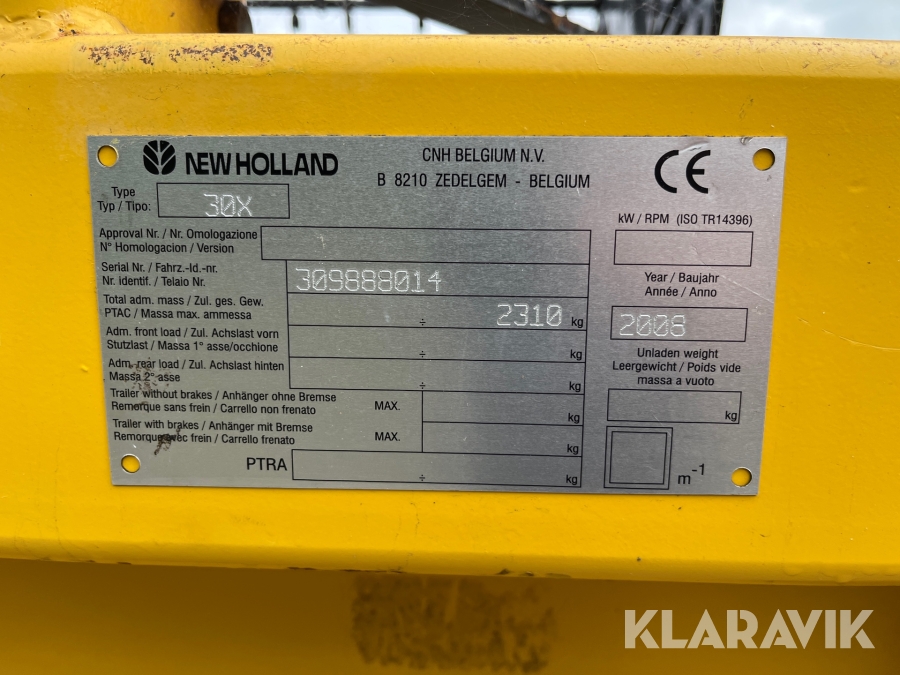 NEW HOLLAND
CNH BELGIUM N.V.
B 8210 ZEDELGEM - BELGIUM
CE
Type
Typ / Tipo:
30X
kW / RPM (ISO TR14396)
Approval Nr. / Nr. Omologazione
N° Homologacion / Version
Serial Nr. / Fahrz.-Id.-nr.
Nr. identif. / Telaio Nr.
309888014
Year / Baujahr
Année / Anno
2008
Total adm. mass / Zul. ges. Gew.
PTAC / Massa max. ammessa
÷ 2310 kg
Adm. front load / Zul. Achslast vorn
Stutzlast / Massa 1° asse/occhione
÷ kg
Unladen weight
Leergewicht / Poids vide
massa a vuoto
kg
Adm. rear load / Zul. Achslast hinten
Massa 2° asse
÷ kg
Trailer without brakes / Anhänger ohne Bremse
Remorque sans frein / Carrello non frenato
MAX. kg
Trailer with brakes / Anhänger mit Bremse
Remorque avec frein / Carrello frenato
MAX. kg
PTRA ÷ kg
m-1
KLARAVIK